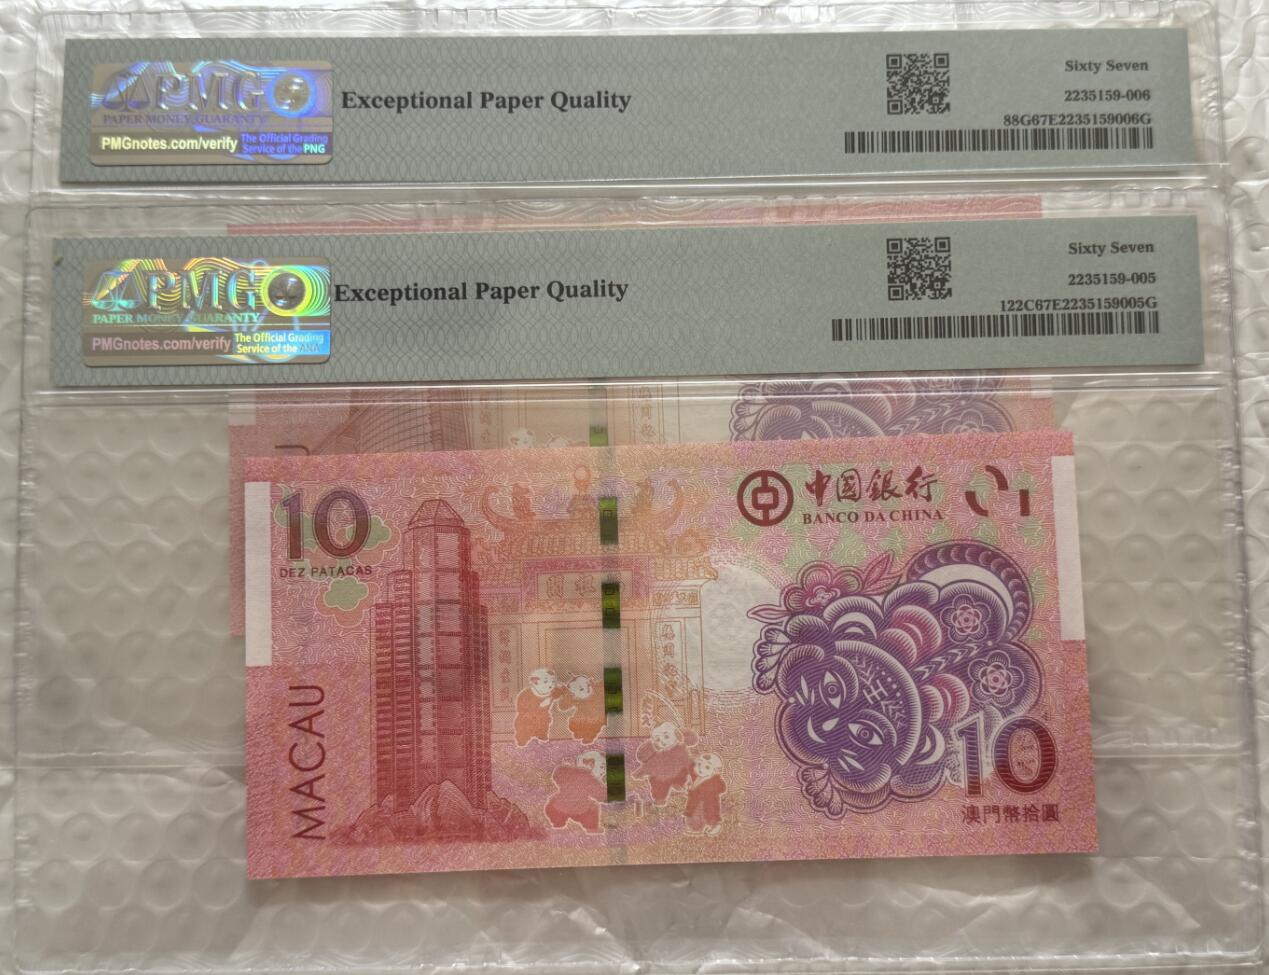 PMG
PAPER MONEY GUARANTY
PMGnotes.com/verify
The Official Grading
Service of the PNG
Exceptional Paper Quality
Sixty Seven
2235159-006
88G67E2235159006G
PMG
PAPER MONEY GUARANTY
PMGnotes.com/verify
The Official Grading
Service of the ANA
Exceptional Paper Quality
Sixty Seven
2235159-005
122C67E2235159005G
10
DEZ PATACAS
MACAU
中国銀行
BANCO DA CHINA
10
澳門幣拾圓